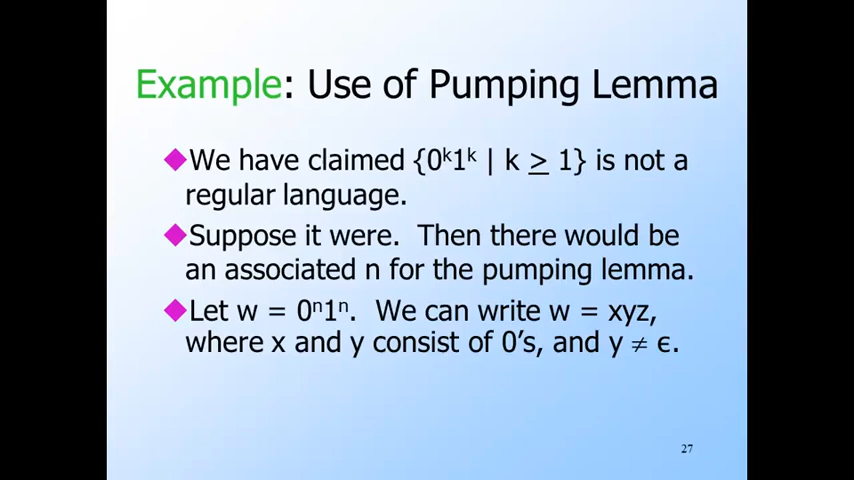 Example: Use of Pumping Lemma
◆We have claimed {0ᵏ1ᵏ | k ≥ 1} is not a
regular language.
◆Suppose it were. Then there would be
an associated n for the pumping lemma.
◆Let w = 0ⁿ1ⁿ. We can write w = xyz,
where x and y consist of 0’s, and y ≠ ϵ.
27